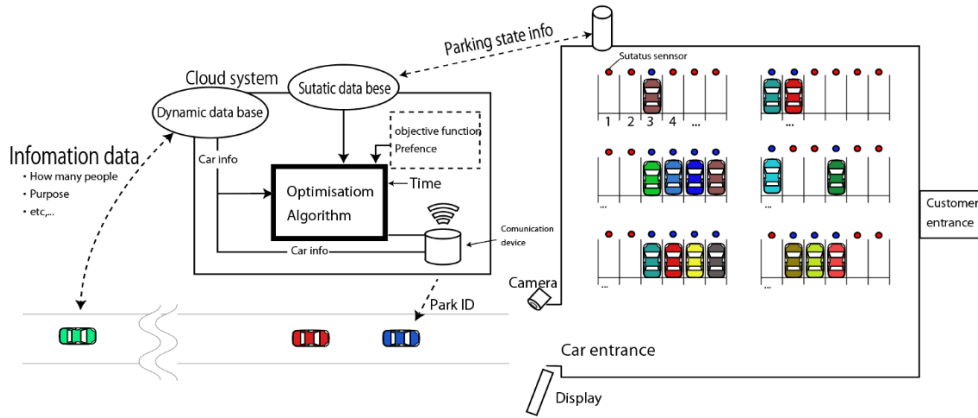 Parking state info
Sutatus sennsor
Cloud system
Sutatic data bese
Dynamic data base
objective function
Prefence
1 2 3 4 ...
...
Infomation data
• How many people
• Purpose
• etc,...
Car info
Optimisatiom
Algorithm
Time
...
...
Customer
entrance
Comunication
device
Car info
...
...
Camera
Park ID
Car entrance
Display